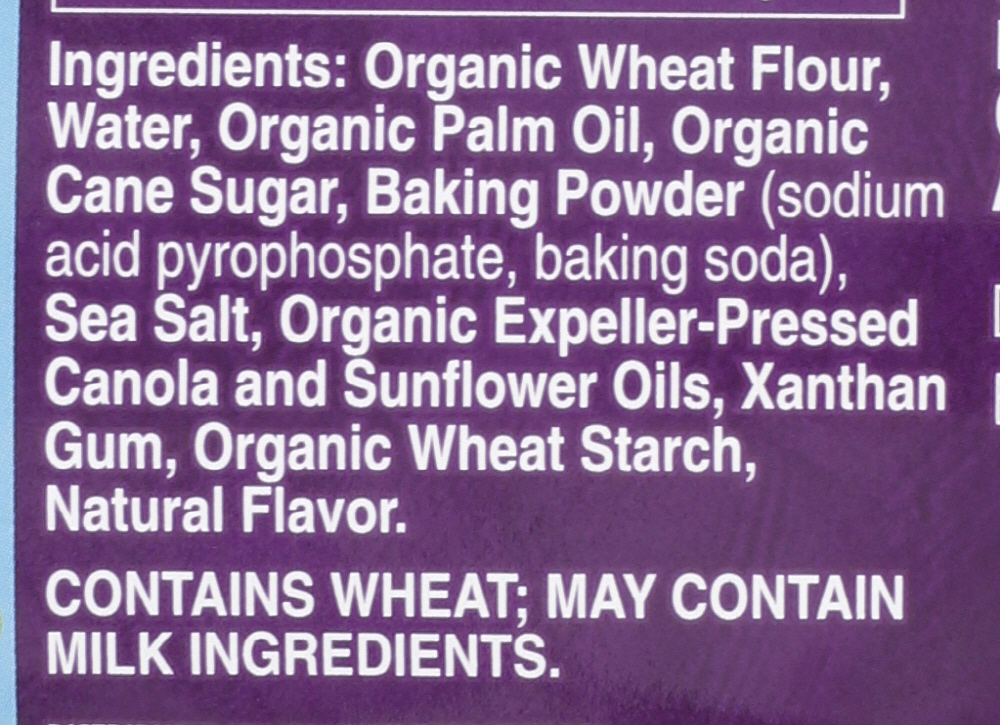 Ingredients: Organic Wheat Flour,
Water, Organic Palm Oil, Organic
Cane Sugar, Baking Powder (sodium
acid pyrophosphate, baking soda),
Sea Salt, Organic Expeller-Pressed
Canola and Sunflower Oils, Xanthan
Gum, Organic Wheat Starch,
Natural Flavor.
CONTAINS WHEAT; MAY CONTAIN
MILK INGREDIENTS.